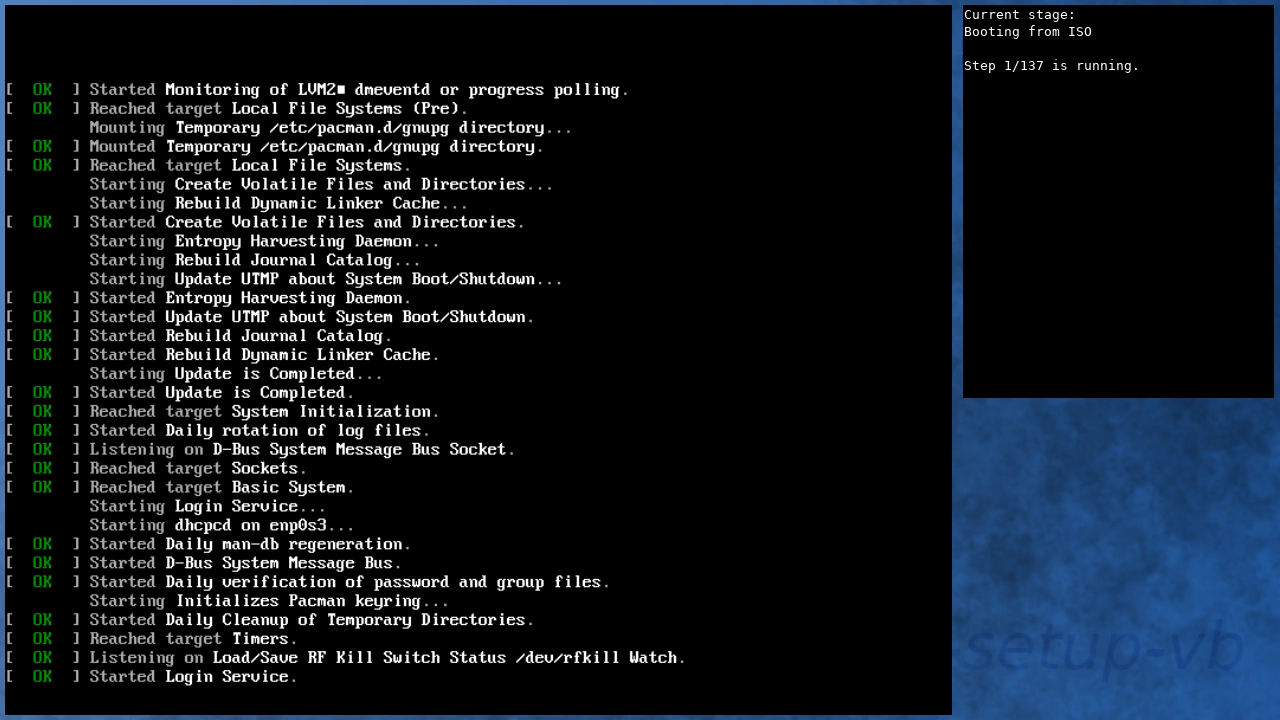 [  OK  ] Started Monitoring of LVM2■ dmeventd or progress polling.
[  OK  ] Reached target Local File Systems (Pre).
Mounting Temporary /etc/pacman.d/gnupg directory...
[  OK  ] Mounted Temporary /etc/pacman.d/gnupg directory.
[  OK  ] Reached target Local File Systems.
Starting Create Volatile Files and Directories...
Starting Rebuild Dynamic Linker Cache...
[  OK  ] Started Create Volatile Files and Directories.
Starting Entropy Harvesting Daemon...
Starting Rebuild Journal Catalog...
Starting Update UTMP about System Boot/Shutdown...
[  OK  ] Started Entropy Harvesting Daemon.
[  OK  ] Started Update UTMP about System Boot/Shutdown.
[  OK  ] Started Rebuild Journal Catalog.
[  OK  ] Started Rebuild Dynamic Linker Cache.
Starting Update is Completed...
[  OK  ] Started Update is Completed.
[  OK  ] Reached target System Initialization.
[  OK  ] Started Daily rotation of log files.
[  OK  ] Listening on D-Bus System Message Bus Socket.
[  OK  ] Reached target Sockets.
[  OK  ] Reached target Basic System.
Starting Login Service...
Starting dhcpcd on enp0s3...
[  OK  ] Started Daily man-db regeneration.
[  OK  ] Started D-Bus System Message Bus.
[  OK  ] Started Daily verification of password and group files.
Starting Initializes Pacman keyring...
[  OK  ] Started Daily Cleanup of Temporary Directories.
[  OK  ] Reached target Timers.
[  OK  ] Listening on Load/Save RF Kill Switch Status /dev/rfkill Watch.
[  OK  ] Started Login Service.
Current stage:
Booting from ISO
Step 1/137 is running.
-setup-vb